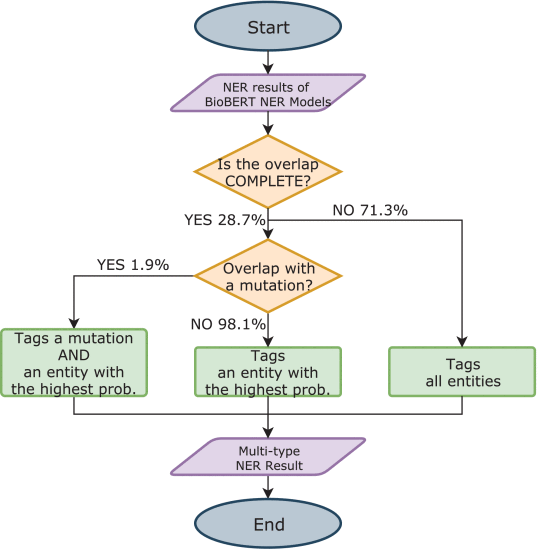 Start
NER results of
BioBERT NER Models
Is the overlap
COMPLETE?
YES 28.7%
NO 71.3%
Overlap with
a mutation?
YES 1.9%
NO 98.1%
Tags a mutation
AND
an entity with
the highest prob.
Tags
an entity with
the highest prob.
Tags
all entities
Multi-type
NER Result
End